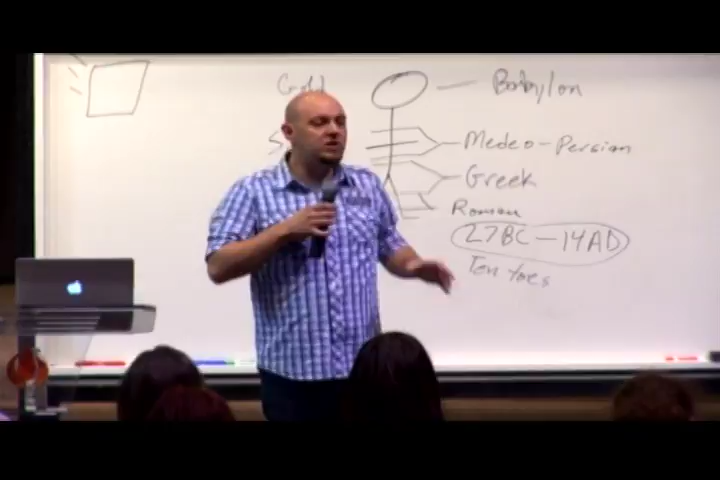 Gold
Babylon
Medeo-Persian
Greek
Roman
27BC - 14AD
Ten toes